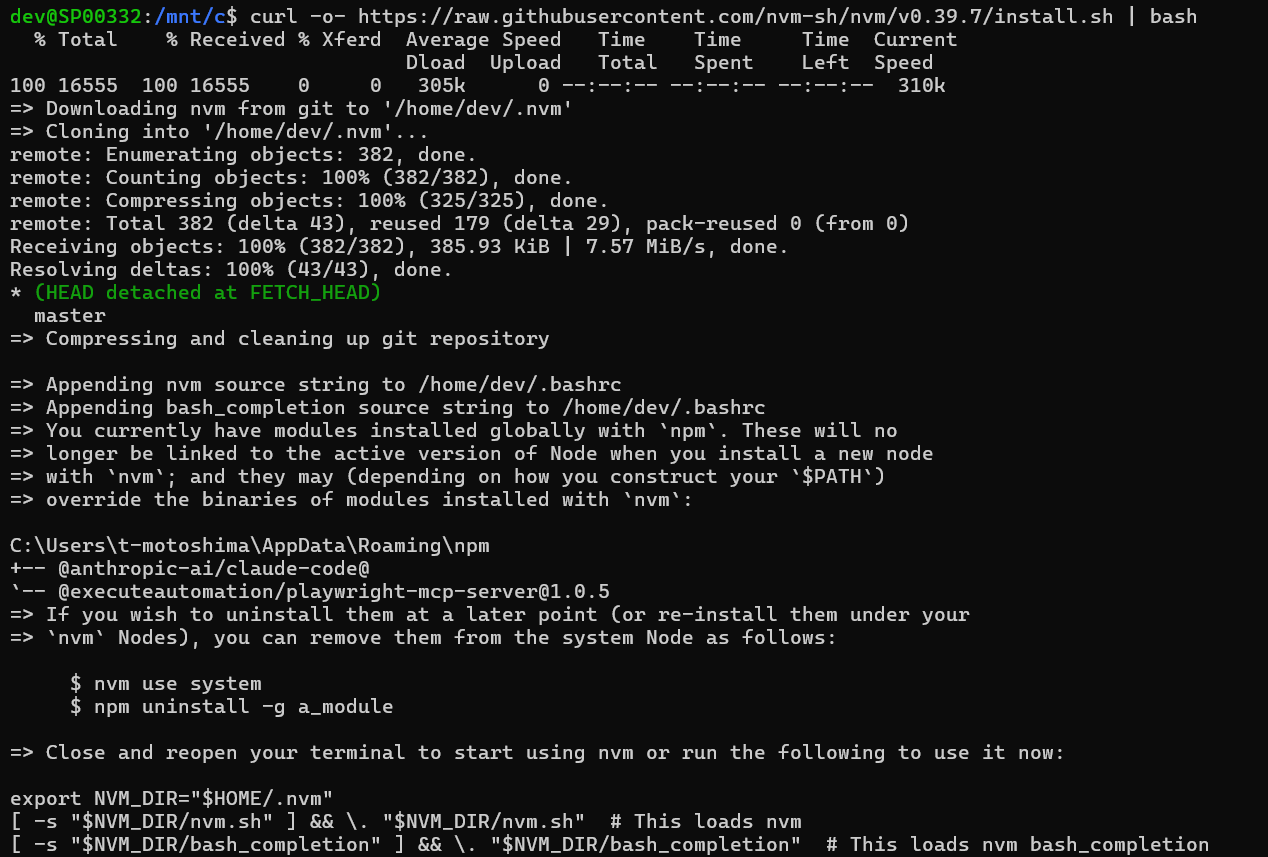 dev@SP00332:/mnt/c$ curl -o- https://raw.githubusercontent.com/nvm-sh/nvm/v0.39.7/install.sh | bash
  % Total    % Received % Xferd  Average Speed   Time    Time     Time  Current
                                 Dload  Upload   Total   Spent    Left  Speed
100 16555  100 16555    0     0   305k      0 --:--:-- --:--:-- --:--:--  310k
=> Downloading nvm from git to '/home/dev/.nvm'
=> Cloning into '/home/dev/.nvm'...
remote: Enumerating objects: 382, done.
remote: Counting objects: 100% (382/382), done.
remote: Compressing objects: 100% (325/325), done.
remote: Total 382 (delta 43), reused 179 (delta 29), pack-reused 0 (from 0)
Receiving objects: 100% (382/382), 385.93 KiB | 7.57 MiB/s, done.
Resolving deltas: 100% (43/43), done.
* (HEAD detached at FETCH_HEAD)
  master
=> Compressing and cleaning up git repository

=> Appending nvm source string to /home/dev/.bashrc
=> Appending bash_completion source string to /home/dev/.bashrc
=> You currently have modules installed globally with `npm`. These will no
=> longer be linked to the active version of Node when you install a new node
=> with `nvm`; and they may (depending on how you construct your `$PATH`)
=> override the binaries of modules installed with `nvm`:

C:\Users\t-motoshima\AppData\Roaming\npm
+-- @anthropic-ai/claude-code@
`-- @executeautomation/playwright-mcp-server@1.0.5
=> If you wish to uninstall them at a later point (or re-install them under your
=> `nvm` Nodes), you can remove them from the system Node as follows:

     $ nvm use system
     $ npm uninstall -g a_module

=> Close and reopen your terminal to start using nvm or run the following to use it now:

export NVM_DIR="$HOME/.nvm"
[ -s "$NVM_DIR/nvm.sh" ] && \. "$NVM_DIR/nvm.sh"  # This loads nvm
[ -s "$NVM_DIR/bash_completion" ] && \. "$NVM_DIR/bash_completion"  # This loads nvm bash_completion